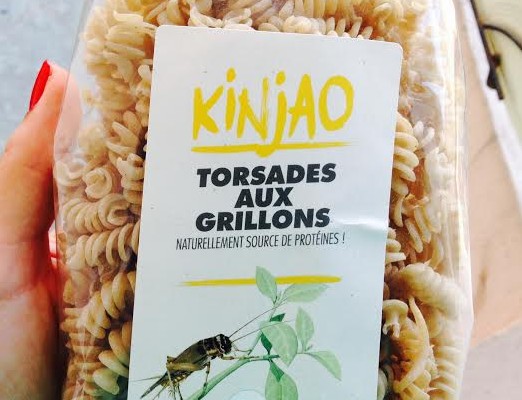 KiNJAO
TORSADES
AUX
GRILLONS
NATURELLEMENT SOURCE DE PROTÉINES !